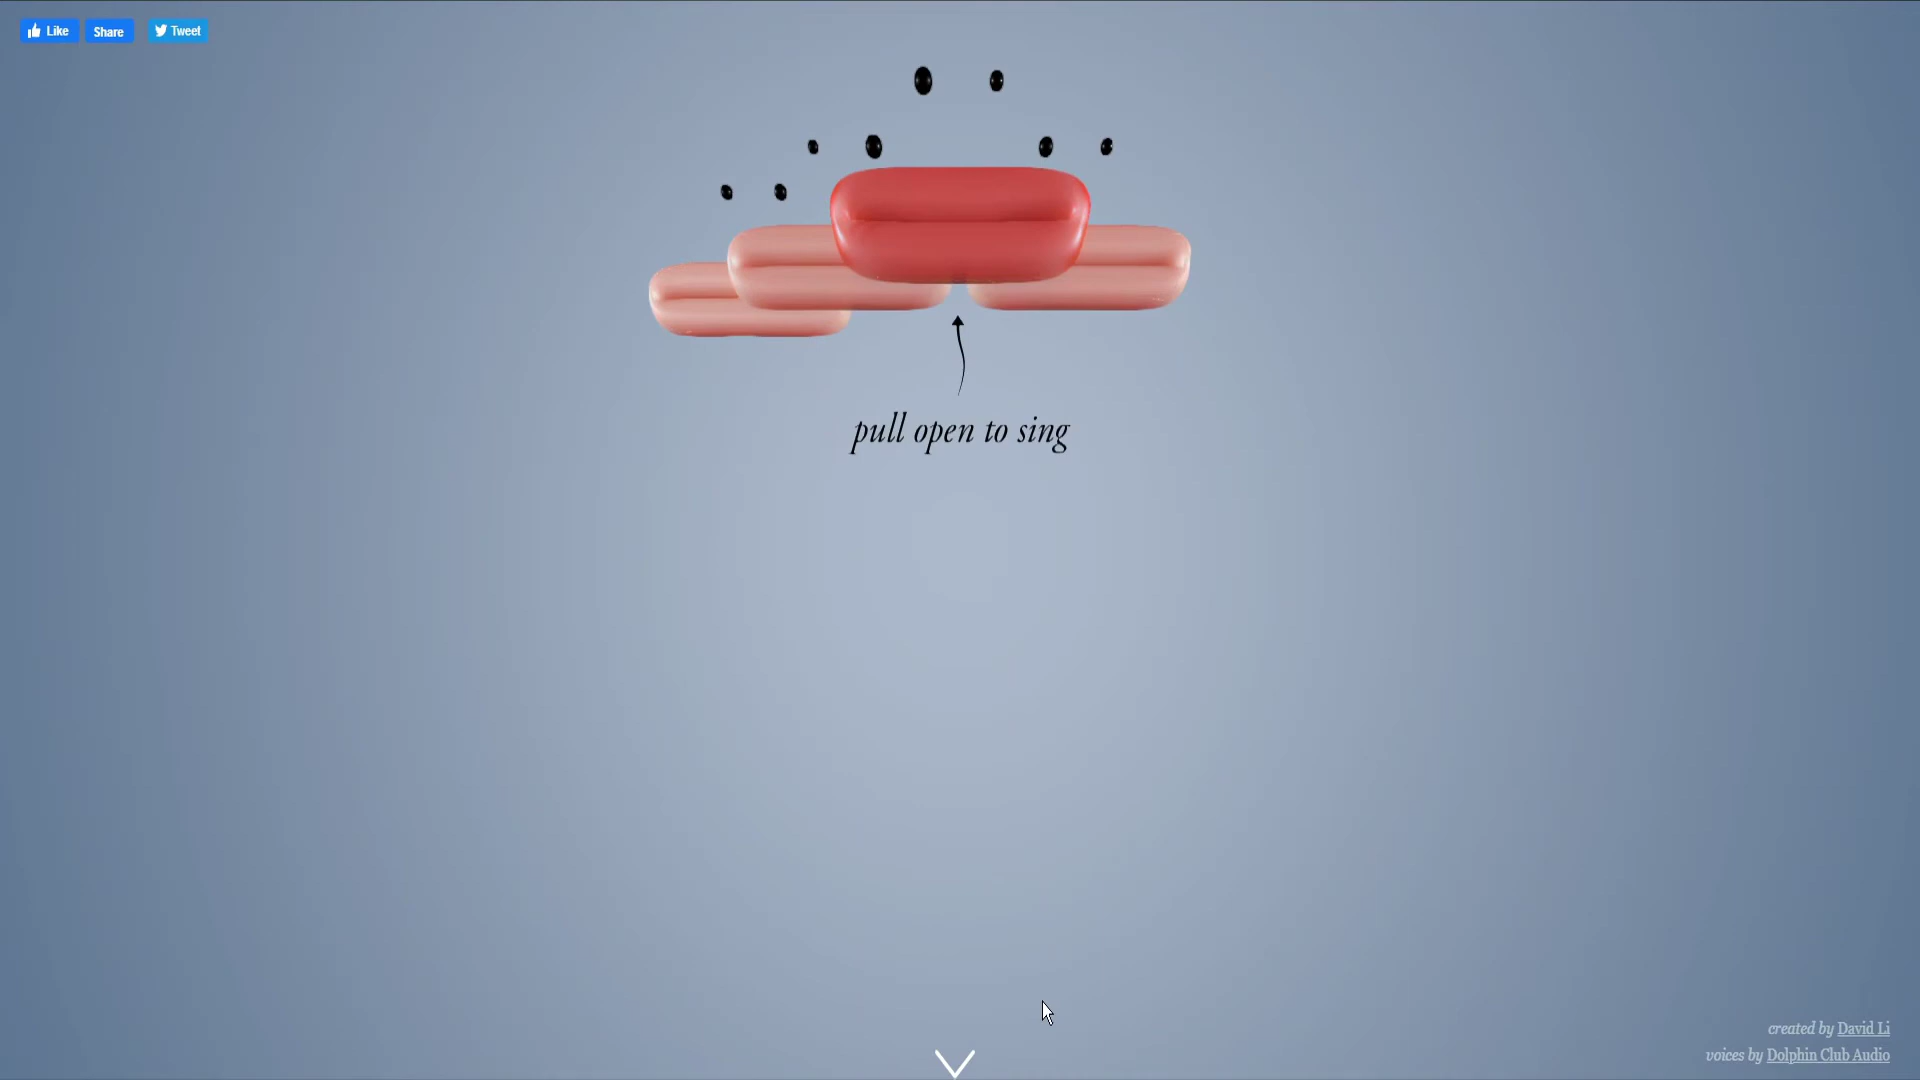 Like Share Tweet
pull open to sing
created by David Li
voices by Dolphin Club Audio